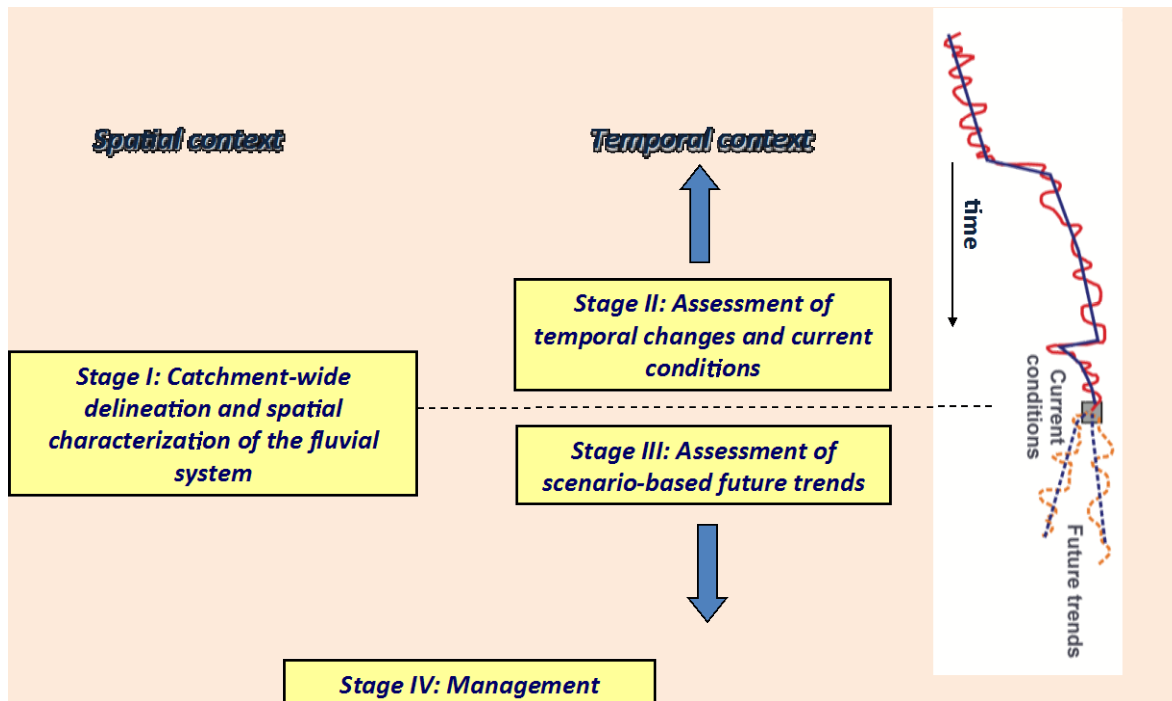 Spatial context
Temporal context
time
Stage II: Assessment of
temporal changes and current
conditions
Stage I: Catchment-wide
delineation and spatial
characterization of the fluvial
system
Current
conditions
Stage III: Assessment of
scenario-based future trends
Future trends
Stage IV: Management